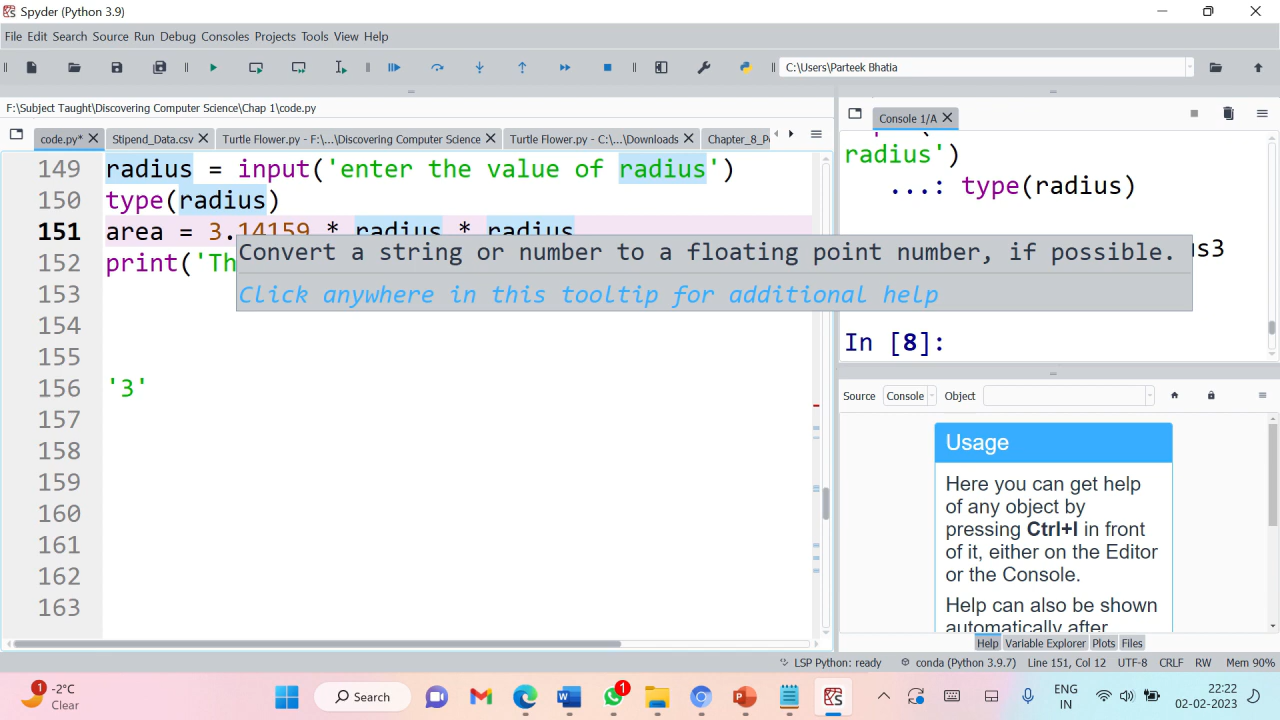 Spyder (Python 3.9)
File Edit Search Source Run Debug Consoles Projects Tools View Help
C:\Users\Parteek Bhatia
F:\Subject Taught\Discovering Computer Science\Chap 1\code.py
code.py*
Stipend_Data.csv
Turtle Flower.py - F:\...\Discovering Computer Science
Turtle Flower.py - C:\...\Downloads
149 radius = input('enter the value of radius')
150 type(radius)
151 area = 3.14159 * radius * radius
152 print('Th
Convert a string or number to a floating point number, if possible.
Click anywhere in this tooltip for additional help
153
154
155
156 '3'
157
158
159
160
161
162
163
Console 1/A
radius')
...: type(radius)
s3
In [8]:
Source Console Object
Usage
Here you can get help
of any object by
pressing Ctrl+I in front
of it, either on the Editor
or the Console.
Help can also be shown
automatically after
Help Variable Explorer Plots Files
LSP Python: ready conda (Python 3.9.7) Line 151, Col 12 UTF-8 CRLF RW Mem 90%
1
-2°C
Clear
Search
1
ENG
IN
22:22
02-02-2023